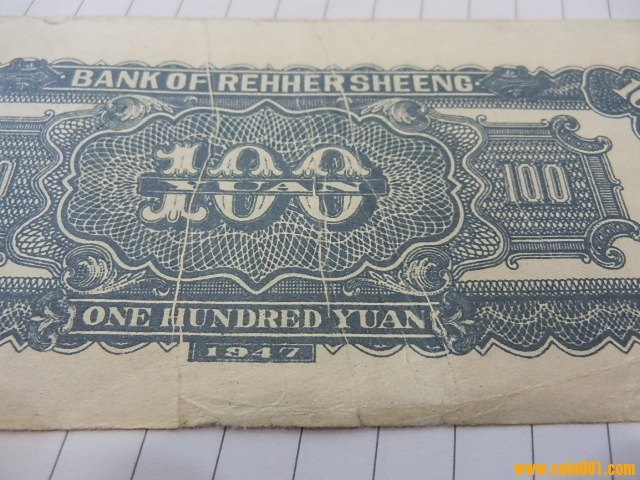 BANK OF REHHERSHEENG
100
YUAN
100
ONE HUNDRED YUAN
1947
www.coin001.com